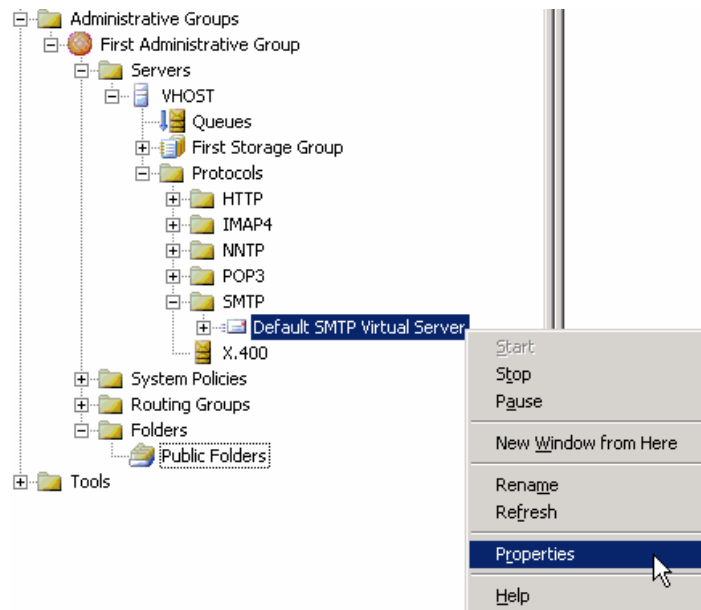 Administrative Groups
First Administrative Group
Servers
VHOST
Queues
First Storage Group
Protocols
HTTP
IMAP4
NNTP
POP3
SMTP
Default SMTP Virtual Server
X.400
System Policies
Routing Groups
Folders
Public Folders
Tools
Start
Stop
Pause
New Window from Here
Rename
Refresh
Properties
Help